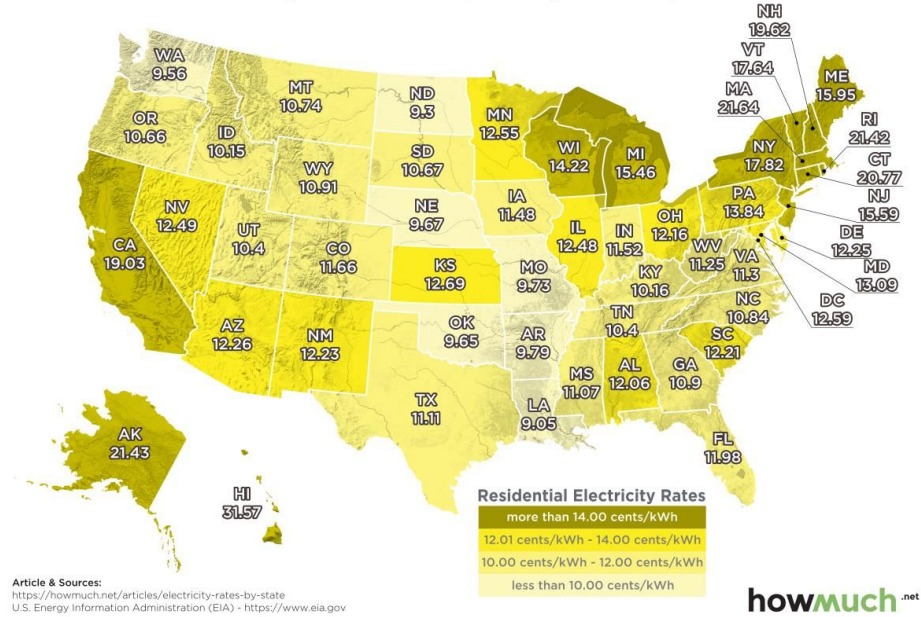 NH
19.62
VT
17.64
MA
21.64
ME
15.95
RI
21.42
CT
20.77
NJ
15.59
DE
12.25
MD
13.09
DC
12.59
WA
9.56
MT
10.74
ND
9.3
MN
12.55
OR
10.66
ID
10.15
WY
10.91
SD
10.67
WI
14.22
MI
15.46
NY
17.82
PA
13.84
NV
12.49
UT
10.4
CO
11.66
NE
9.67
IA
11.48
IL
12.48
IN
11.52
OH
12.16
WV
11.25
VA
11.3
CA
19.03
KS
12.69
MO
9.73
KY
10.16
NC
10.84
TN
10.4
SC
12.21
AZ
12.26
NM
12.23
OK
9.65
AR
9.79
MS
11.07
AL
12.06
GA
10.9
TX
11.11
LA
9.05
FL
11.98
AK
21.43
HI
31.57
Residential Electricity Rates
more than 14.00 cents/kWh
12.01 cents/kWh - 14.00 cents/kWh
10.00 cents/kWh - 12.00 cents/kWh
less than 10.00 cents/kWh
Article & Sources:
https://howmuch.net/articles/electricity-rates-by-state
U.S. Energy Information Administration (EIA) - https://www.eia.gov
howmuch.net